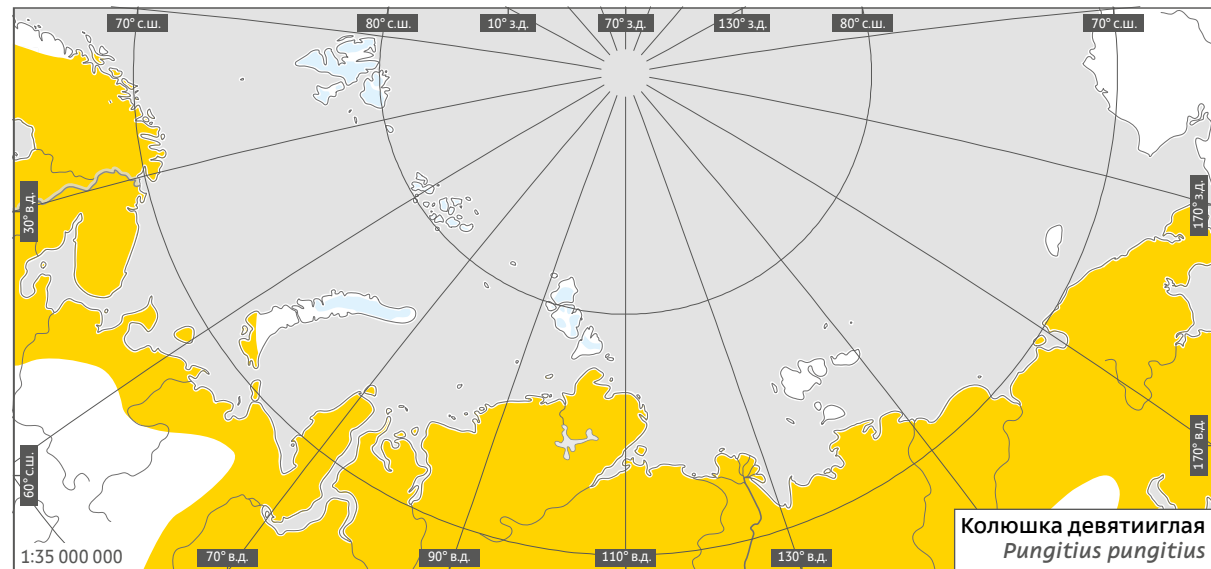 70° с.ш.
80° с.ш.
10° з.д.
70° з.д.
130° з.д.
80° с.ш.
70° с.ш.
30° в.д.
170° з.д.
60° с.ш.
170° в.д.
1:35 000 000
70° в.д.
90° в.д.
110° в.д.
130° в.д.
Колюшка девятииглая
Pungitius pungitius